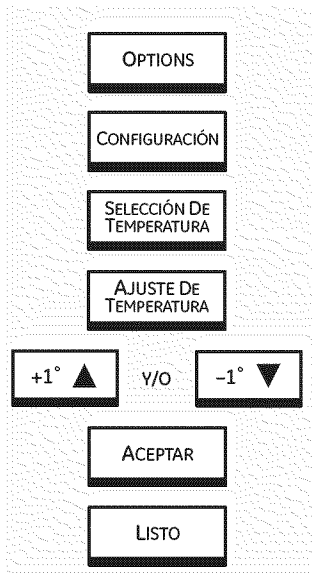 OPTIONS
CONFIGURACIÓN
SELECCIÓN DE
TEMPERATURA
AJUSTE DE
TEMPERATURA
+1° ▲ Y/O −1° ▼
ACEPTAR
LISTO